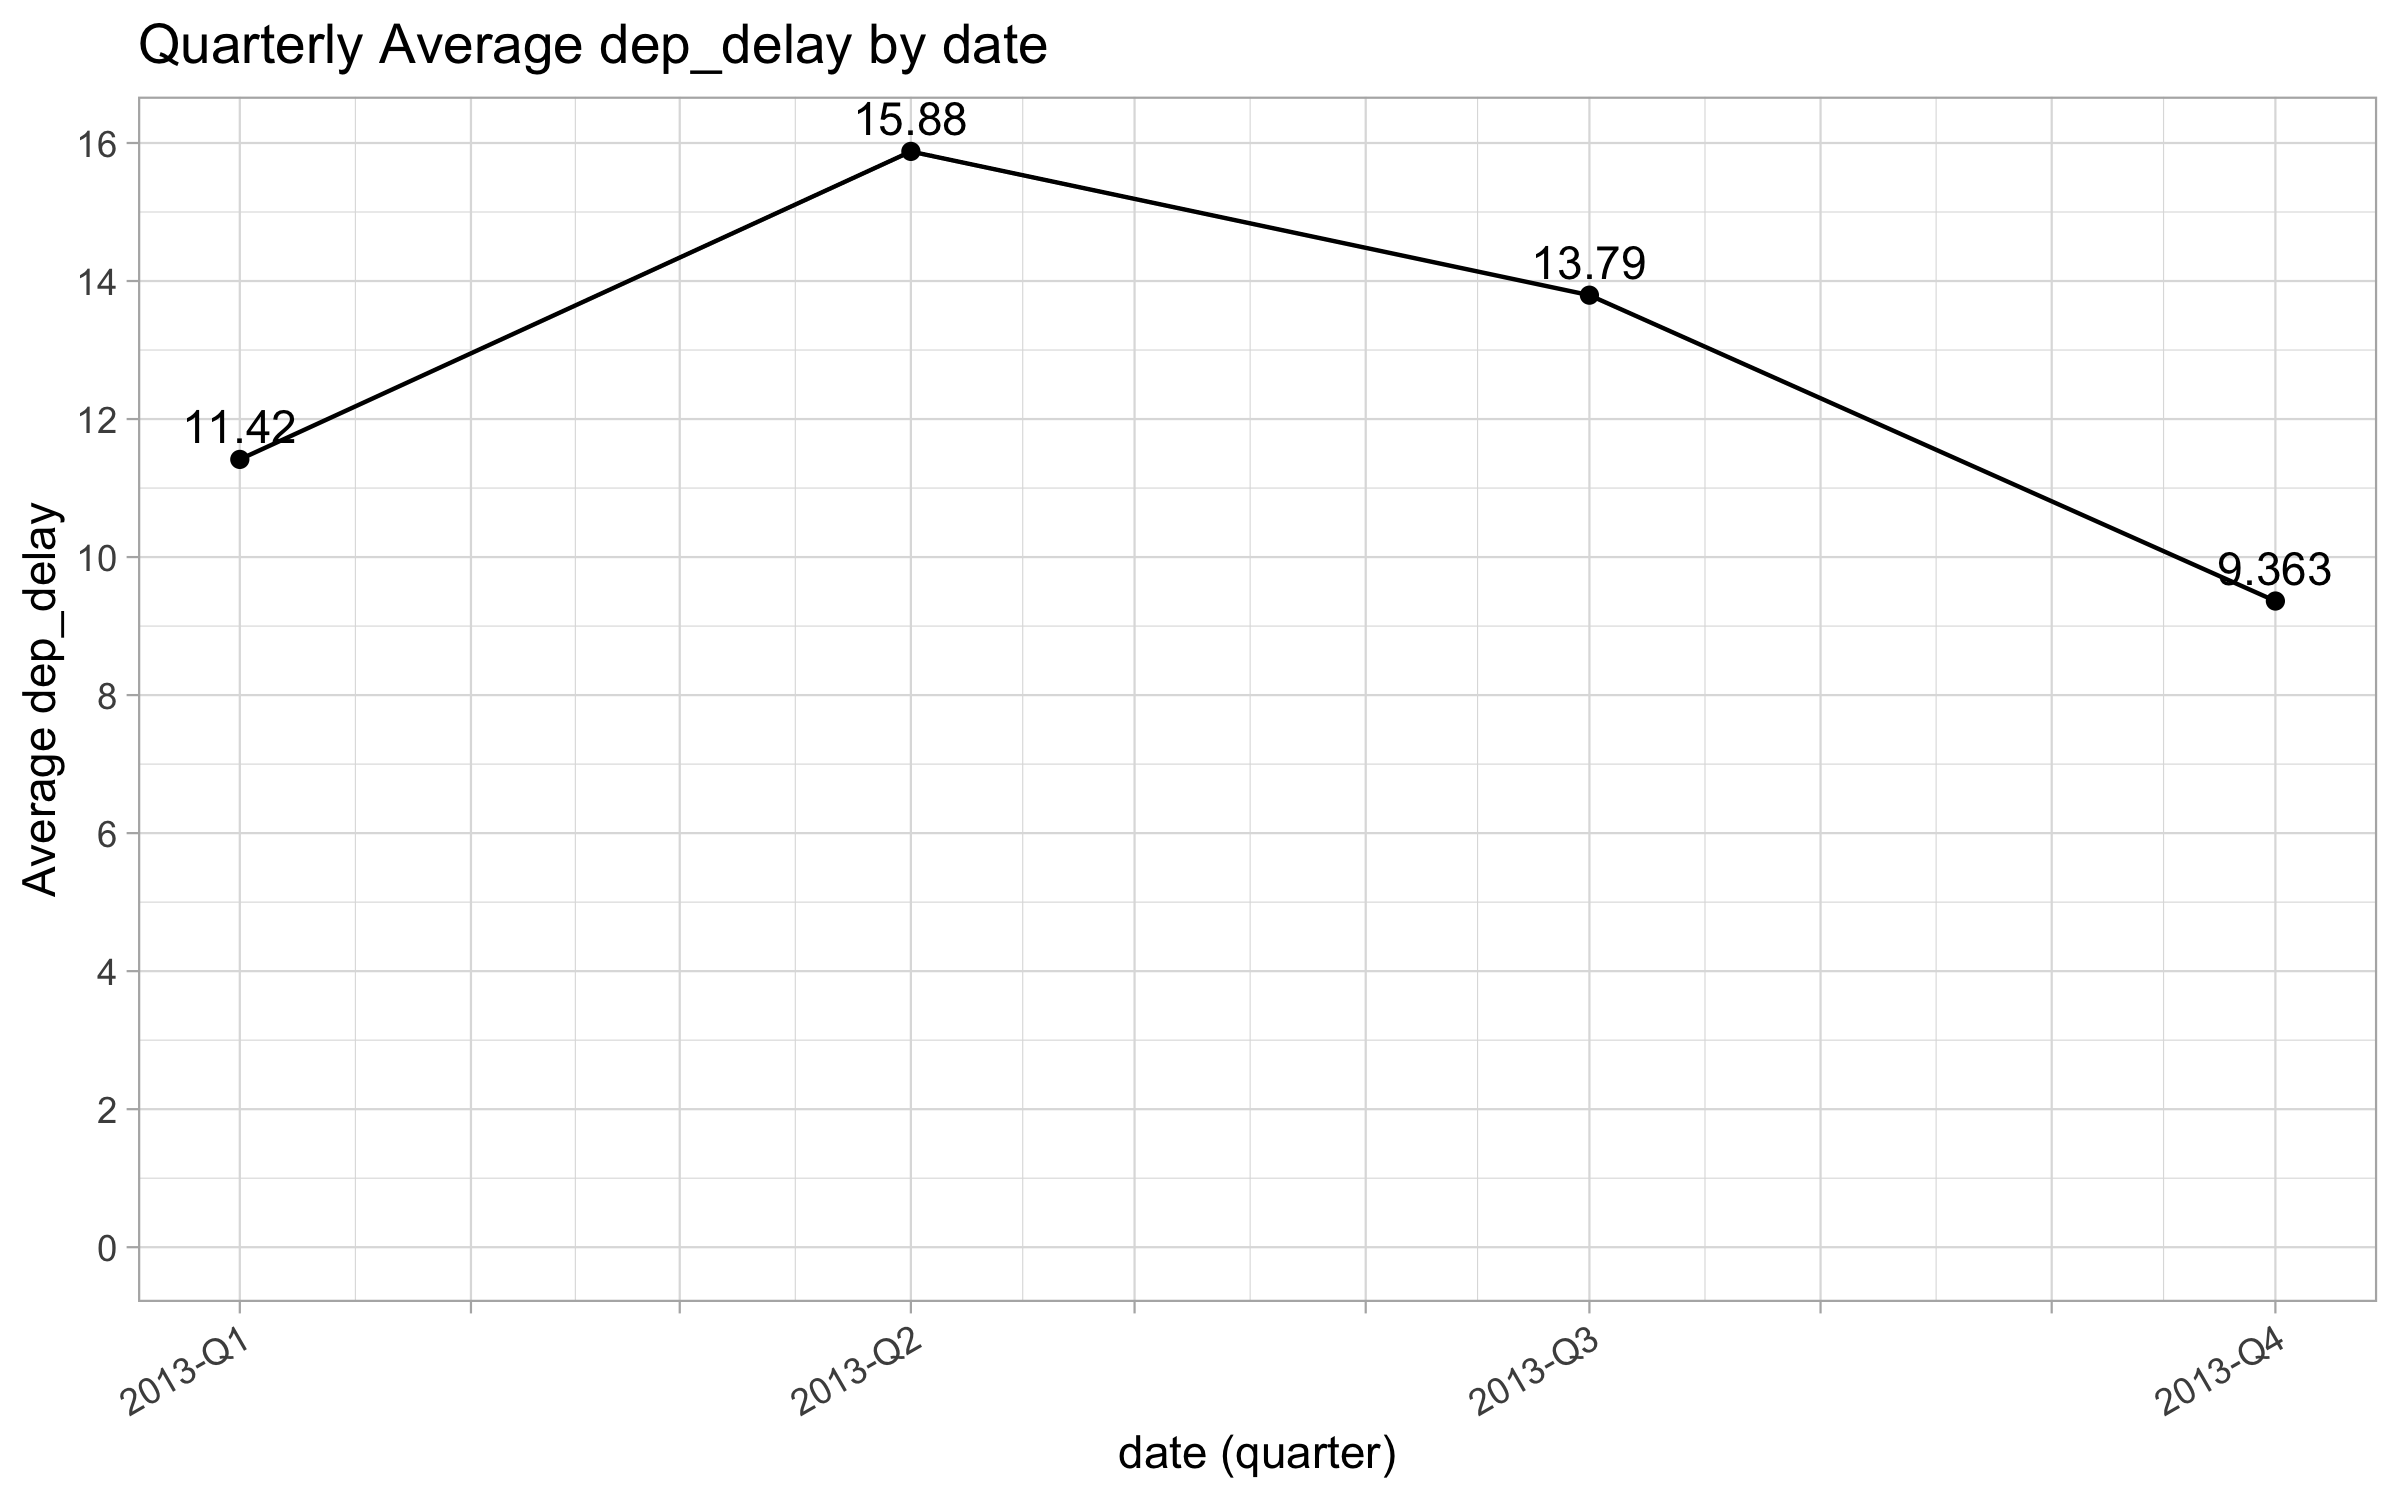 Quarterly Average dep_delay by date
15.88
13.79
11.42
9.363
16
14
12
10
8
6
4
2
0
Average dep_delay
2013-Q1
2013-Q2
2013-Q3
2013-Q4
date (quarter)